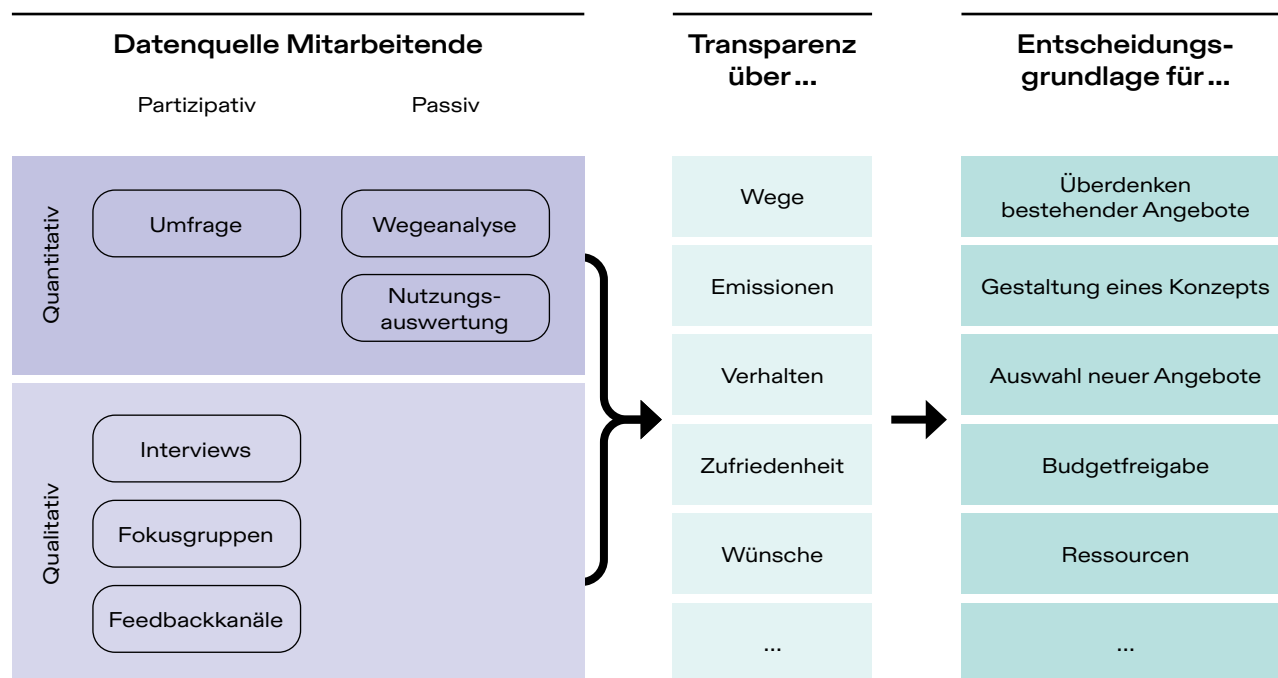 Datenquelle Mitarbeitende
Partizipativ
Passiv
Quantitativ
Umfrage
Wegeanalyse
Nutzungs-
auswertung
Qualitativ
Interviews
Fokusgruppen
Feedbackkanäle
Transparenz
über ...
Wege
Emissionen
Verhalten
Zufriedenheit
Wünsche
...
Entscheidungs-
grundlage für ...
Überdenken
bestehender Angebote
Gestaltung eines Konzepts
Auswahl neuer Angebote
Budgetfreigabe
Ressourcen
...